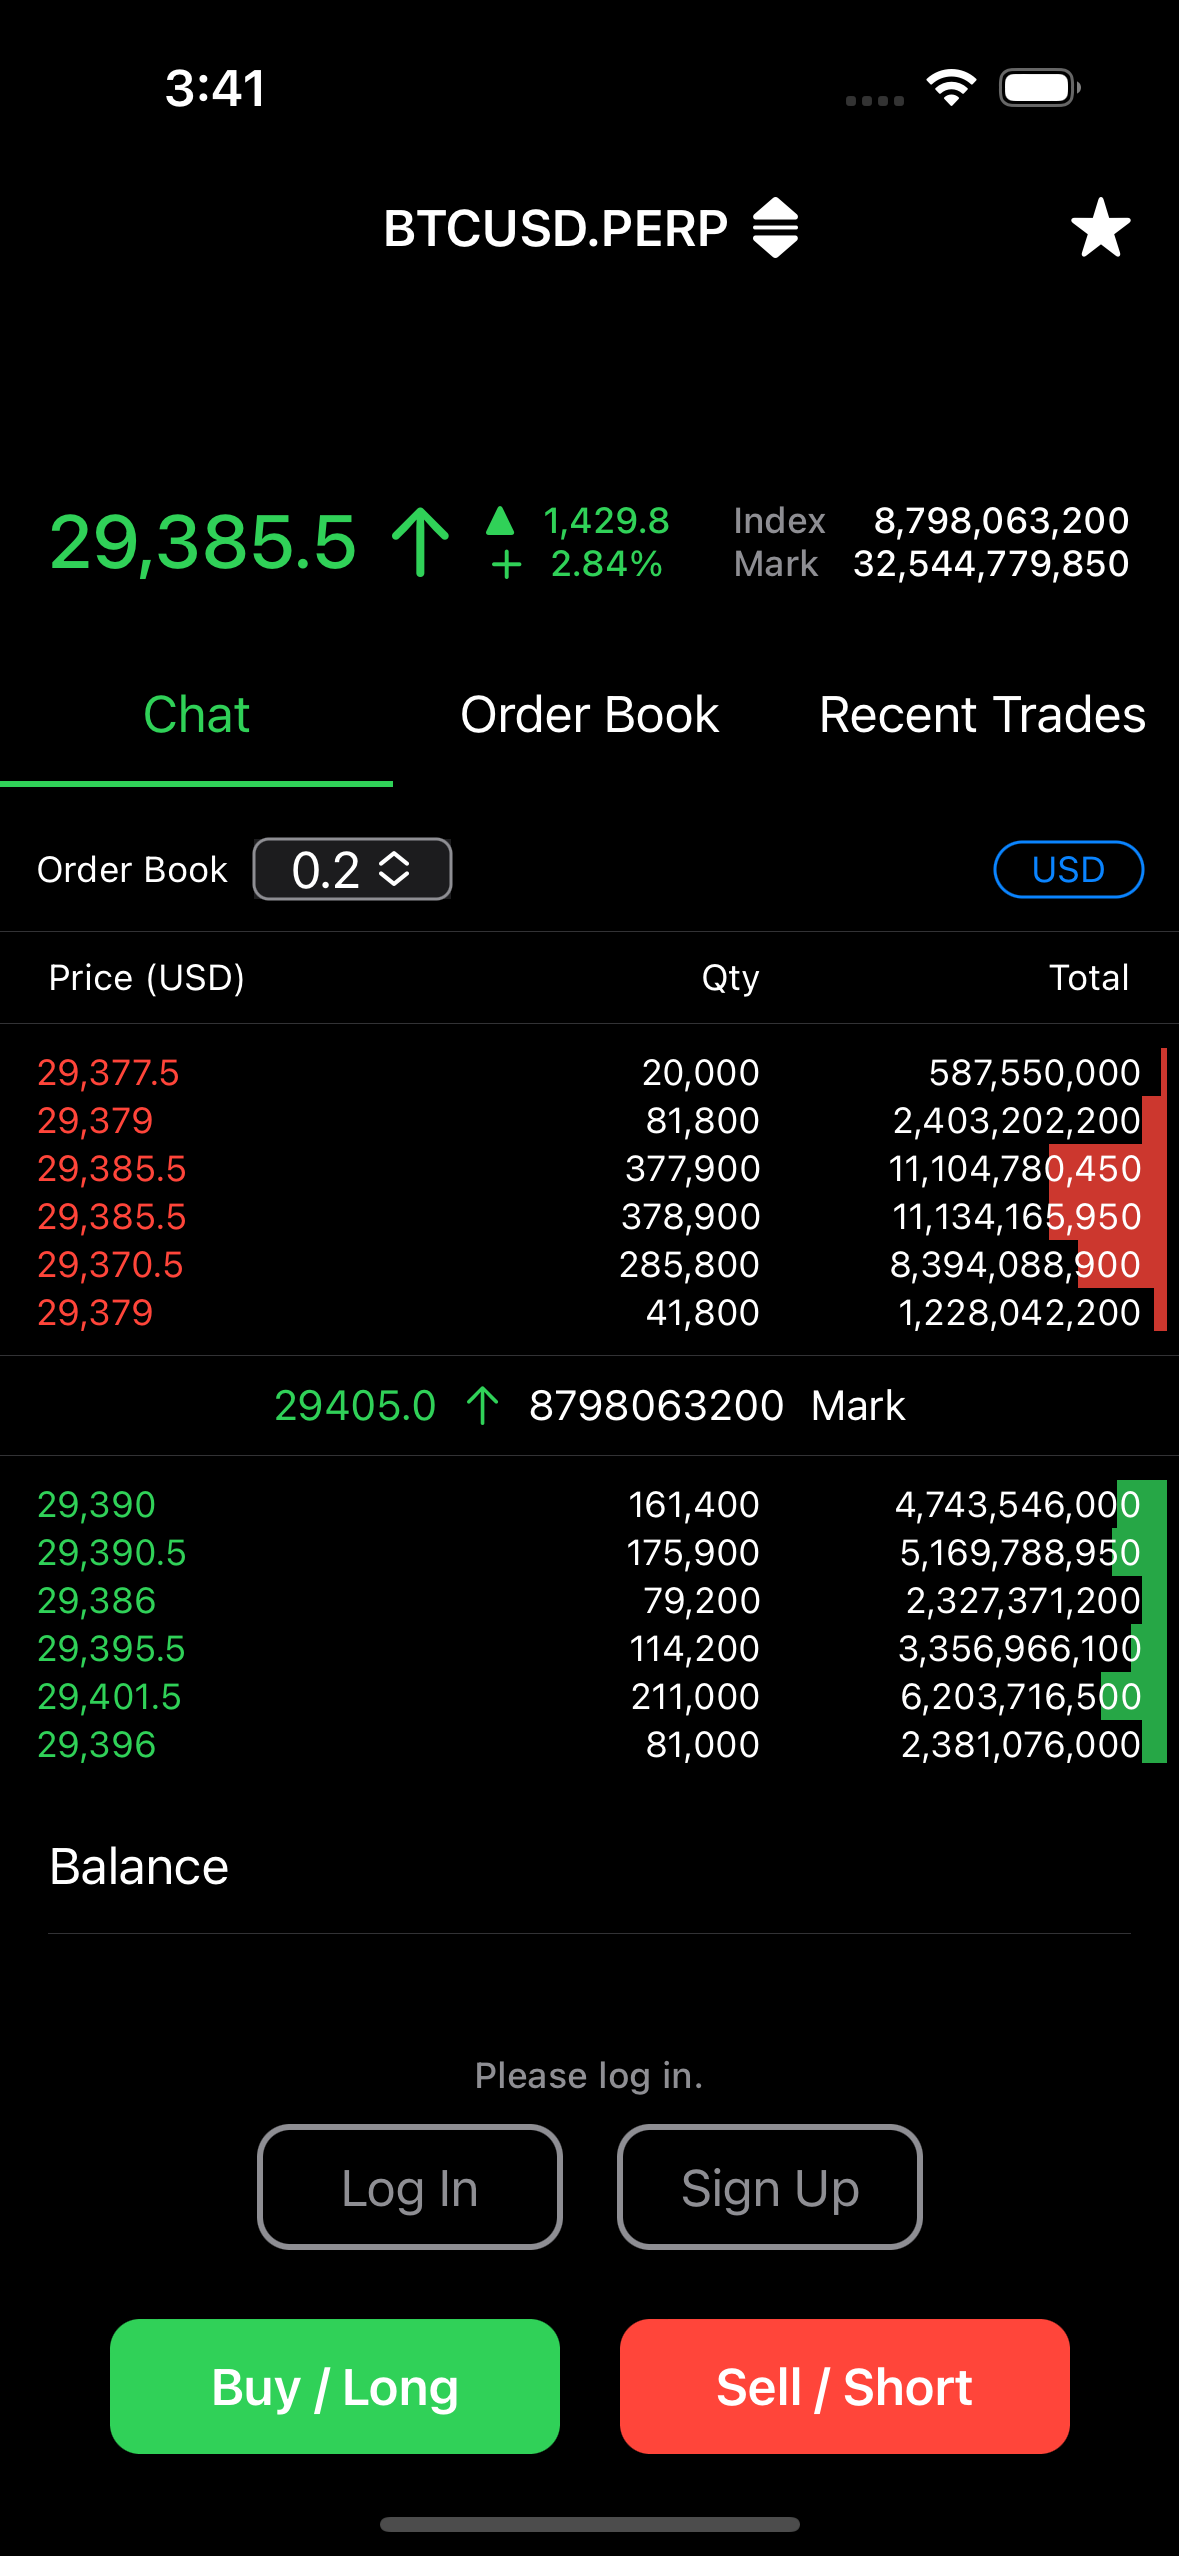 3:41
BTCUSD.PERP
29,385.5 1,429.8 Index 8,798,063,200
+ 2.84% Mark 32,544,779,850
Chat Order Book Recent Trades
Order Book 0.2 USD
Price (USD) Qty Total
29,377.5 20,000 587,550,000
29,379 81,800 2,403,202,200
29,385.5 377,900 11,104,780,450
29,385.5 378,900 11,134,165,950
29,370.5 285,800 8,394,088,900
29,379 41,800 1,228,042,200
29405.0 ↑ 8798063200 Mark
29,390 161,400 4,743,546,000
29,390.5 175,900 5,169,788,950
29,386 79,200 2,327,371,200
29,395.5 114,200 3,356,966,100
29,401.5 211,000 6,203,716,500
29,396 81,000 2,381,076,000
Balance
Please log in.
Log In Sign Up
Buy / Long Sell / Short